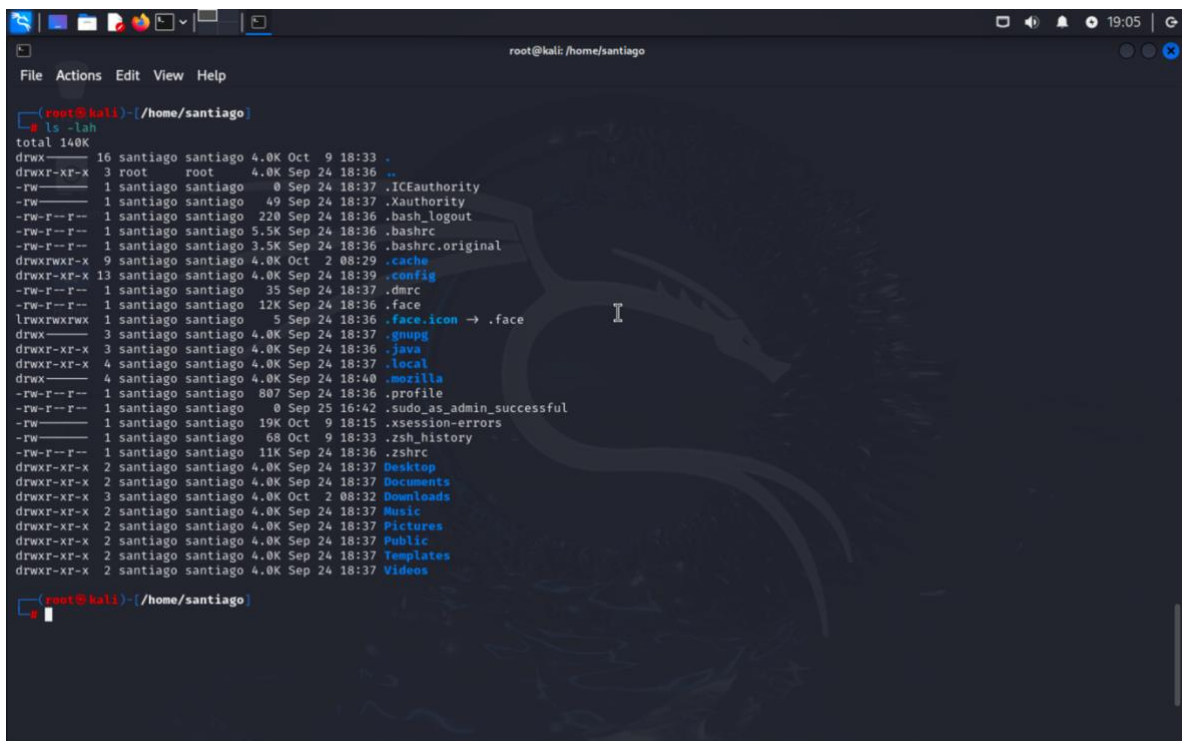 19:05
root@kali: /home/santiago
File Actions Edit View Help
┌──(root㉿kali)-[/home/santiago]
└─# ls -lah
total 140K
drwx------ 16 santiago santiago 4.0K Oct  9 18:33 .
drwxr-xr-x  3 root     root     4.0K Sep 24 18:36 ..
-rw-------  1 santiago santiago    0 Sep 24 18:37 .ICEauthority
-rw-------  1 santiago santiago   49 Sep 24 18:37 .Xauthority
-rw-r--r--  1 santiago santiago  220 Sep 24 18:36 .bash_logout
-rw-r--r--  1 santiago santiago 5.5K Sep 24 18:36 .bashrc
-rw-r--r--  1 santiago santiago 3.5K Sep 24 18:36 .bashrc.original
drwxrwxr-x  9 santiago santiago 4.0K Oct  2 08:29 .cache
drwxr-xr-x 13 santiago santiago 4.0K Sep 24 18:39 .config
-rw-r--r--  1 santiago santiago   35 Sep 24 18:37 .dmrc
-rw-r--r--  1 santiago santiago  12K Sep 24 18:36 .face
lrwxrwxrwx  1 santiago santiago    5 Sep 24 18:36 .face.icon → .face
drwx------  3 santiago santiago 4.0K Sep 24 18:37 .gnupg
drwxr-xr-x  3 santiago santiago 4.0K Sep 24 18:36 .java
drwxr-xr-x  4 santiago santiago 4.0K Sep 24 18:37 .local
drwx------  4 santiago santiago 4.0K Sep 24 18:40 .mozilla
-rw-r--r--  1 santiago santiago  807 Sep 24 18:36 .profile
-rw-r--r--  1 santiago santiago    0 Sep 25 16:42 .sudo_as_admin_successful
-rw-------  1 santiago santiago  19K Oct  9 18:15 .xsession-errors
-rw-------  1 santiago santiago   68 Oct  9 18:33 .zsh_history
-rw-r--r--  1 santiago santiago  11K Sep 24 18:36 .zshrc
drwxr-xr-x  2 santiago santiago 4.0K Sep 24 18:37 Desktop
drwxr-xr-x  2 santiago santiago 4.0K Sep 24 18:37 Documents
drwxr-xr-x  3 santiago santiago 4.0K Oct  2 08:32 Downloads
drwxr-xr-x  2 santiago santiago 4.0K Sep 24 18:37 Music
drwxr-xr-x  2 santiago santiago 4.0K Sep 24 18:37 Pictures
drwxr-xr-x  2 santiago santiago 4.0K Sep 24 18:37 Public
drwxr-xr-x  2 santiago santiago 4.0K Sep 24 18:37 Templates
drwxr-xr-x  2 santiago santiago 4.0K Sep 24 18:37 Videos
┌──(root㉿kali)-[/home/santiago]
└─#